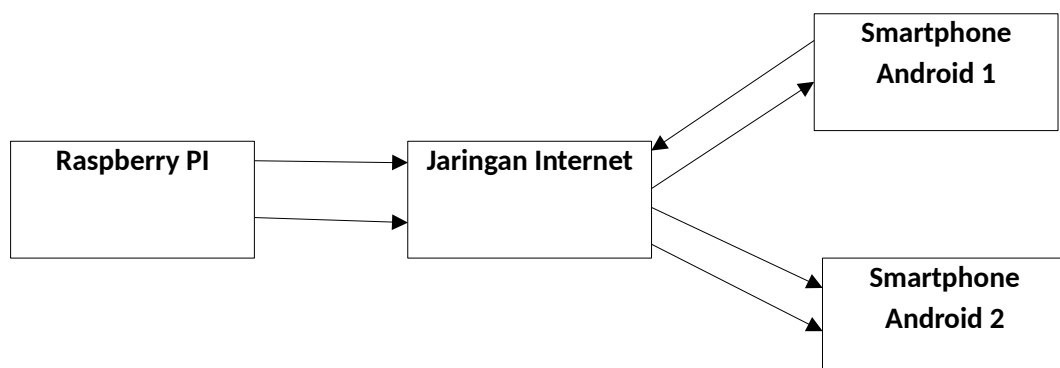 Smartphone
Android 1
Raspberry PI
Jaringan Internet
Smartphone
Android 2